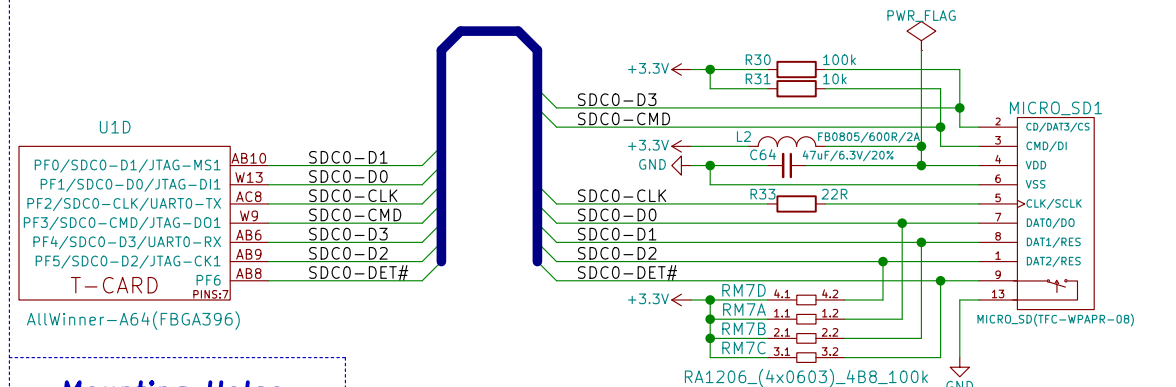 PWR_FLAG
+3.3V
R30
100k
R31
10k
SDC0-D3
SDC0-CMD
MICRO_SD1
2
CD/DAT3/CS
3
CMD/DI
+3.3V
L2
FB0805/600R/2A
4
VDD
GND
C64
47uF/6.3V/20%
6
VSS
SDC0-CLK
R33
22R
5
CLK/SCLK
SDC0-D0
7
DAT0/DO
SDC0-D1
8
DAT1/RES
SDC0-D2
1
DAT2/RES
SDC0-DET#
9
13
MICRO_SD(TFC-WPAPR-08)
GND
+3.3V
RM7D
4.1
4.2
RM7A
1.1
1.2
RM7B
2.1
2.2
RM7C
3.1
3.2
RA1206_(4x0603)_4B8_100k
U1D
PF0/SDC0-D1/JTAG-MS1
AB10
SDC0-D1
PF1/SDC0-D0/JTAG-DI1
W13
SDC0-D0
PF2/SDC0-CLK/UART0-TX
AC8
SDC0-CLK
PF3/SDC0-CMD/JTAG-DO1
W9
SDC0-CMD
PF4/SDC0-D3/UART0-RX
AB6
SDC0-D3
PF5/SDC0-D2/JTAG-CK1
AB9
SDC0-D2
PF6
AB8
SDC0-DET#
T-CARD
PINS:7
AllWinner-A64(FBGA396)
Mounting Holes